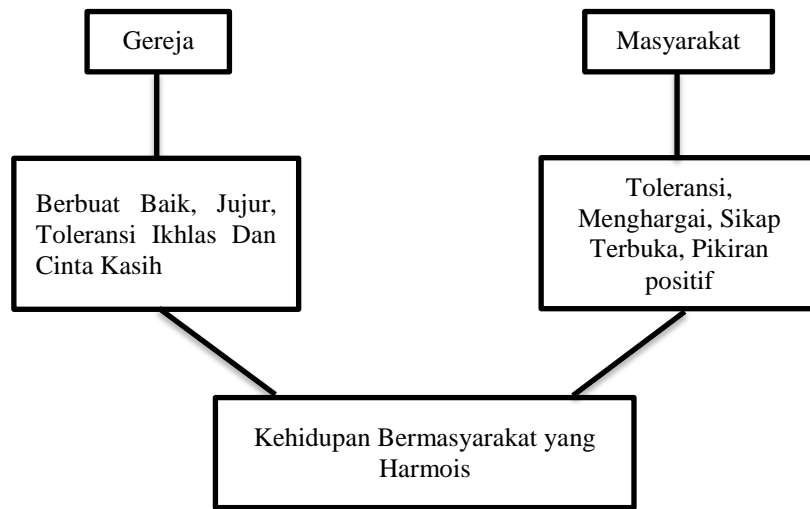 Gereja
Masyarakat
Berbuat Baik, Jujur,
Toleransi Ikhlas Dan
Cinta Kasih
Toleransi,
Menghargai, Sikap
Terbuka, Pikiran
positif
Kehidupan Bermasyarakat yang
Harmois